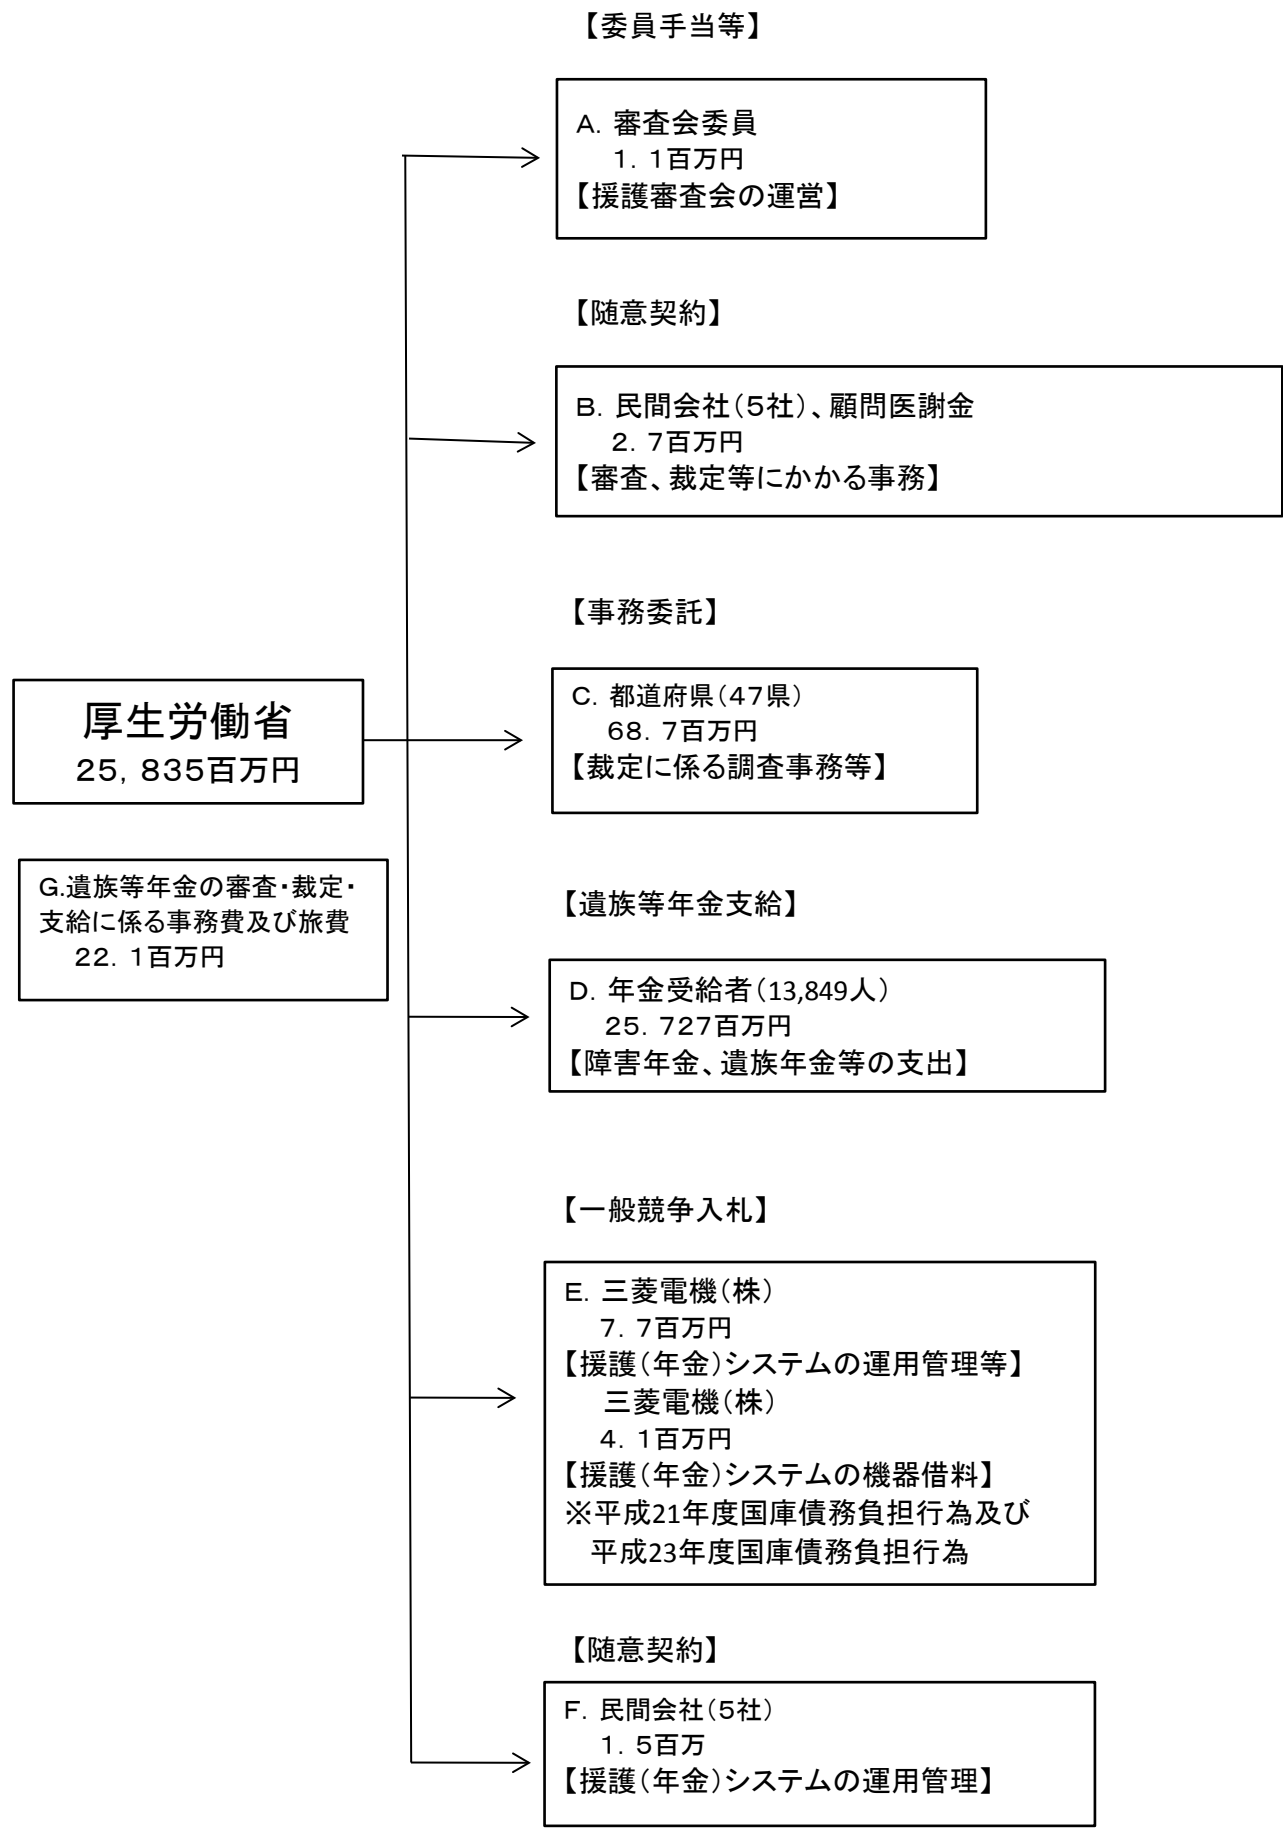 【委員手当等】
A. 審査会委員
1. 1百万円
【援護審査会の運営】
【随意契約】
B. 民間会社(5社)、顧問医謝金
2. 7百万円
【審査、裁定等にかかる事務】
【事務委託】
C. 都道府県(47県)
68. 7百万円
【裁定に係る調査事務等】
厚生労働省
25, 835百万円
G.遺族等年金の審査・裁定・
支給に係る事務費及び旅費
22. 1百万円
【遺族等年金支給】
D. 年金受給者(13,849人)
25. 727百万円
【障害年金、遺族年金等の支出】
【一般競争入札】
E. 三菱電機(株)
7. 7百万円
【援護(年金)システムの運用管理等】
三菱電機(株)
4. 1百万円
【援護(年金)システムの機器借料】
※平成21年度国庫債務負担行為及び
平成23年度国庫債務負担行為
【随意契約】
F. 民間会社(5社)
1. 5百万
【援護(年金)システムの運用管理】